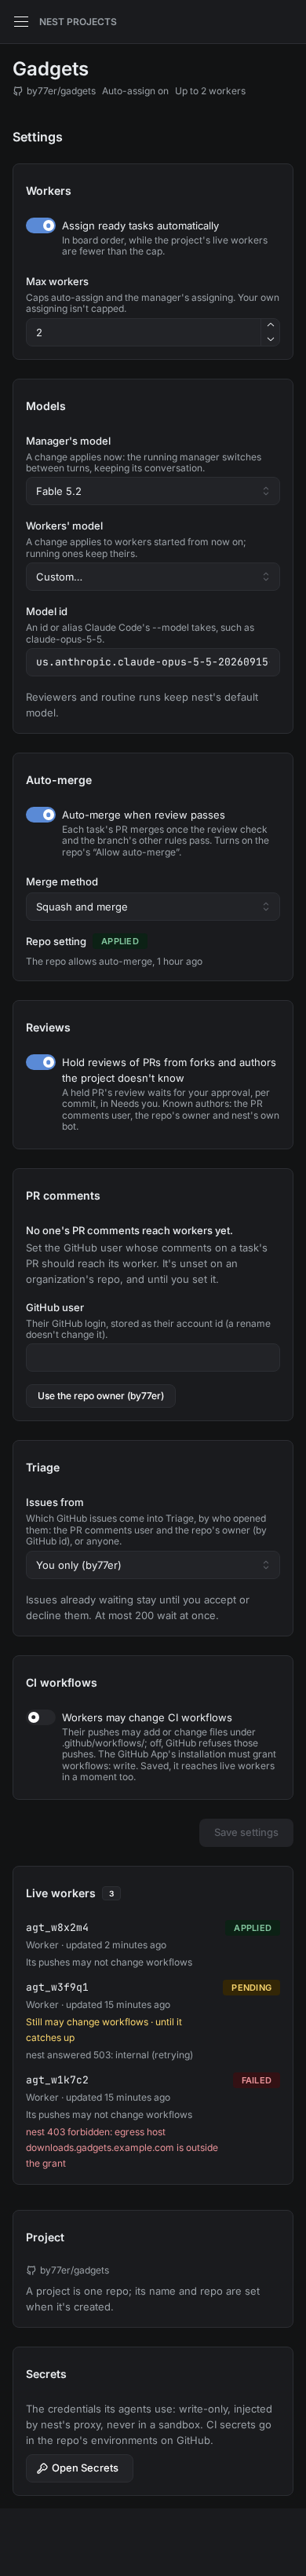 NEST PROJECTS
Gadgets
by77er/gadgets Auto-assign on Up to 2 workers
Settings
Workers
Assign ready tasks automatically
In board order, while the project's live workers
are fewer than the cap.
Max workers
Caps auto-assign and the manager's assigning. Your own
assigning isn't capped.
2
Models
Manager's model
A change applies now: the running manager switches
between turns, keeping its conversation.
Fable 5.2
Workers' model
A change applies to workers started from now on;
running ones keep theirs.
Custom…
Model id
An id or alias Claude Code's --model takes, such as
claude-opus-5-5.
us.anthropic.claude-opus-5-5-20260915
Reviewers and routine runs keep nest's default
model.
Auto-merge
Auto-merge when review passes
Each task's PR merges once the review check
and the branch's other rules pass. Turns on the
repo's “Allow auto-merge”.
Merge method
Squash and merge
Repo setting APPLIED
The repo allows auto-merge, 1 hour ago
Reviews
Hold reviews of PRs from forks and authors
the project doesn't know
A held PR's review waits for your approval, per
commit, in Needs you. Known authors: the PR
comments user, the repo's owner and nest's own
bot.
PR comments
No one's PR comments reach workers yet.
Set the GitHub user whose comments on a task's
PR should reach its worker. It's unset on an
organization's repo, and until you set it.
GitHub user
Their GitHub login, stored as their account id (a rename
doesn't change it).
Use the repo owner (by77er)
Triage
Issues from
Which GitHub issues come into Triage, by who opened
them: the PR comments user and the repo's owner (by
GitHub id), or anyone.
You only (by77er)
Issues already waiting stay until you accept or
decline them. At most 200 wait at once.
CI workflows
Workers may change CI workflows
Their pushes may add or change files under
.github/workflows/; off, GitHub refuses those
pushes. The GitHub App's installation must grant
workflows: write. Saved, it reaches live workers
in a moment too.
Save settings
Live workers 3
agt_w8x2m4 APPLIED
Worker · updated 2 minutes ago
Its pushes may not change workflows
agt_w3f9q1 PENDING
Worker · updated 15 minutes ago
Still may change workflows · until it
catches up
nest answered 503: internal (retrying)
agt_w1k7c2 FAILED
Worker · updated 15 minutes ago
Its pushes may not change workflows
nest 403 forbidden: egress host
downloads.gadgets.example.com is outside
the grant
Project
by77er/gadgets
A project is one repo; its name and repo are set
when it's created.
Secrets
The credentials its agents use: write-only, injected
by nest's proxy, never in a sandbox. CI secrets go
in the repo's environments on GitHub.
Open Secrets